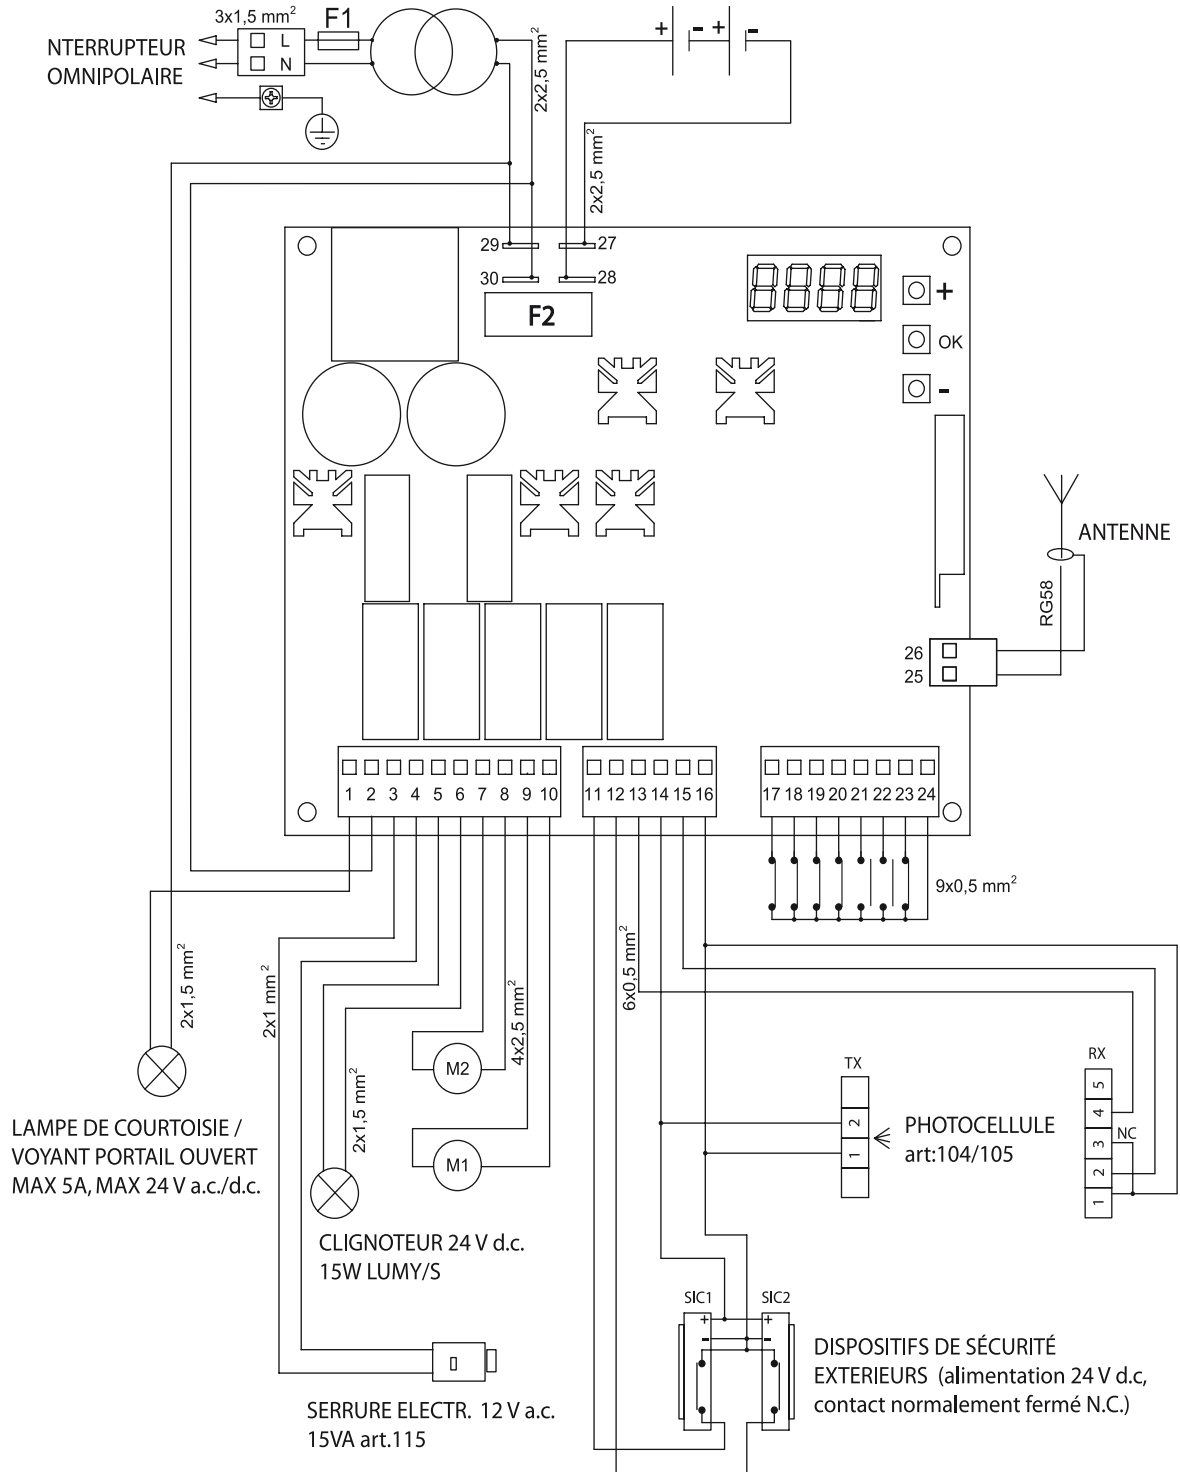 3x1,5 mm²
F1
L
N
NTERRUPTEUR
OMNIPOLAIRE
2x2,5 mm²
+ - + -
2x2,5 mm²
29
27
30
28
F2
+
OK
-
ANTENNE
RG58
26
25
1 2 3 4 5 6 7 8 9 10
11 12 13 14 15 16
17 18 19 20 21 22 23 24
9x0,5 mm²
2x1,5 mm²
2x1 mm²
6x0,5 mm²
4x2,5 mm²
2x1,5 mm²
M2
M1
LAMPE DE COURTOISIE /
VOYANT PORTAIL OUVERT
MAX 5A, MAX 24 V a.c./d.c.
CLIGNOTEUR 24 V d.c.
15W LUMY/S
TX
2
1
PHOTOCELLULE
art:104/105
RX
5
4
3
NC
2
1
SERRURE ELECTR. 12 V a.c.
15VA art.115
SIC1
SIC2
+ +
- -
DISPOSITIFS DE SÉCURITÉ
EXTERIEURS (alimentation 24 V d.c,
contact normalement fermé N.C.)